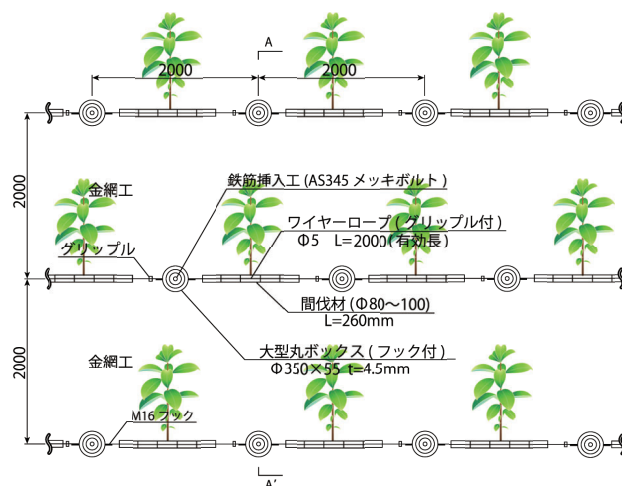 A
2000
2000
2000
金網工
鉄筋挿入工 (AS345 メッキボルト)
ワイヤーロープ ( グリップル付 )
Φ5 L=2000(有効長)
グリップル
間伐材 (Φ80〜100)
L=260mm
2000
金網工
大型丸ボックス ( フック付 )
Φ350×55 t=4.5mm
M16 フック
A'